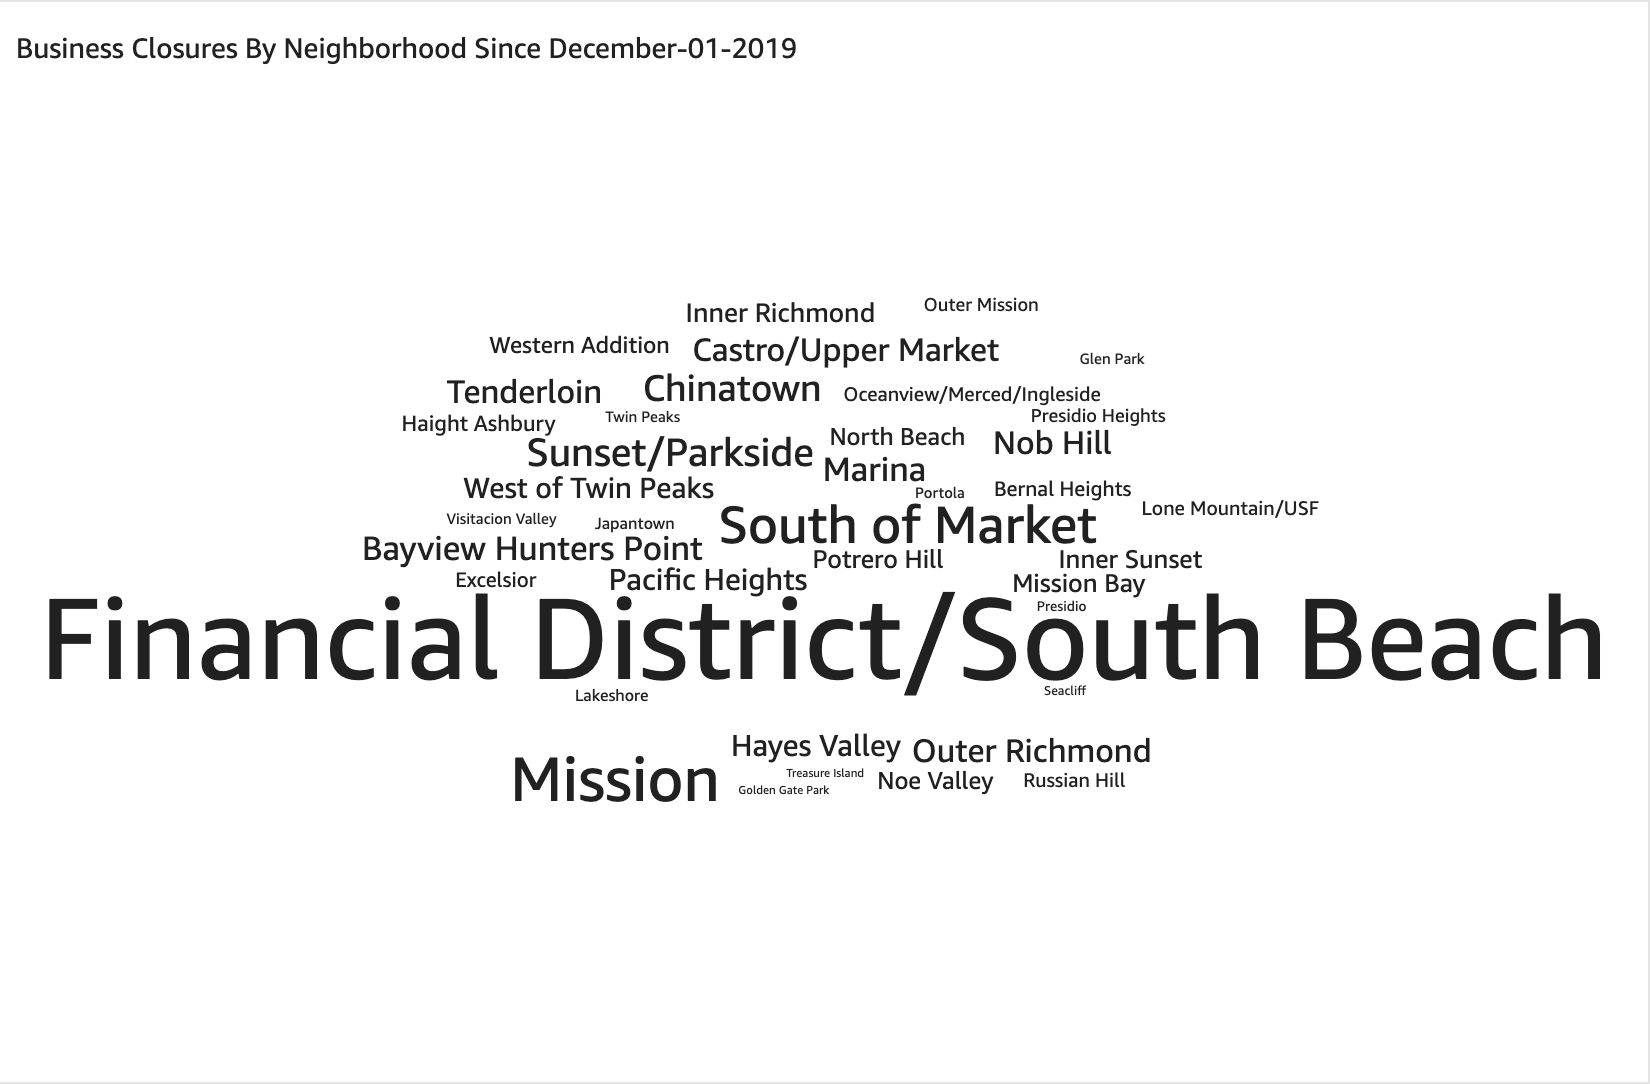 Business Closures By Neighborhood Since December-01-2019
Inner Richmond
Outer Mission
Western Addition
Castro/Upper Market
Glen Park
Tenderloin
Chinatown
Oceanview/Merced/Ingleside
Haight Ashbury
Twin Peaks
Presidio Heights
Sunset/Parkside
North Beach
Nob Hill
Marina
West of Twin Peaks
Portola
Bernal Heights
Lone Mountain/USF
Visitacion Valley
Japantown
South of Market
Bayview Hunters Point
Potrero Hill
Inner Sunset
Excelsior
Pacific Heights
Mission Bay
Presidio
Financial District/South Beach
Lakeshore
Seacliff
Hayes Valley
Outer Richmond
Mission
Treasure Island
Golden Gate Park
Noe Valley
Russian Hill